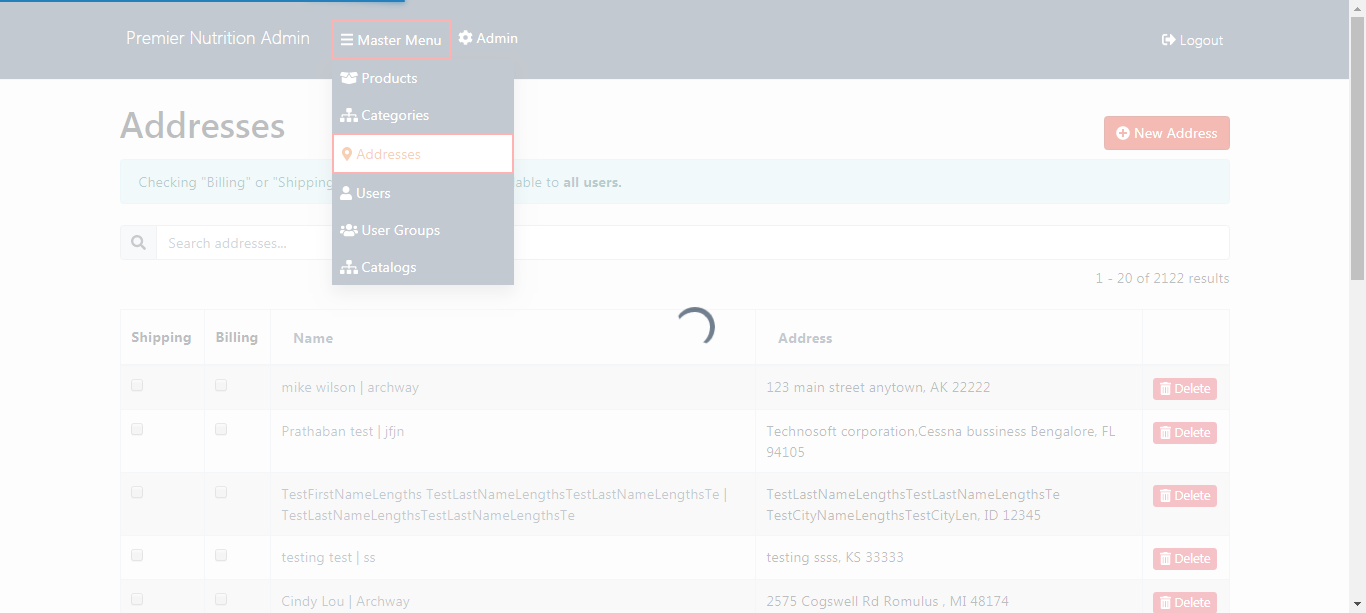 Premier Nutrition Admin
Master Menu
Admin
Logout
Products
Categories
Addresses
Users
User Groups
Catalogs
Addresses
New Address
Checking "Billing" or "Shipping
able to all users.
Search addresses...
1 - 20 of 2122 results
Shipping Billing Name Address
mike wilson | archway 123 main street anytown, AK 22222 Delete
Prathaban test | jfjn Technosoft corporation,Cessna bussiness Bengalore, FL
94105 Delete
TestFirstNameLengths TestLastNameLengthsTestLastNameLengthsTe |
TestLastNameLengthsTestLastNameLengthsTe
TestLastNameLengthsTestLastNameLengthsTe
TestCityNameLengthsTestCityLen, ID 12345
Delete
testing test | ss testing ssss, KS 33333 Delete
Cindy Lou | Archway 2575 Cogswell Rd Romulus , MI 48174 Delete